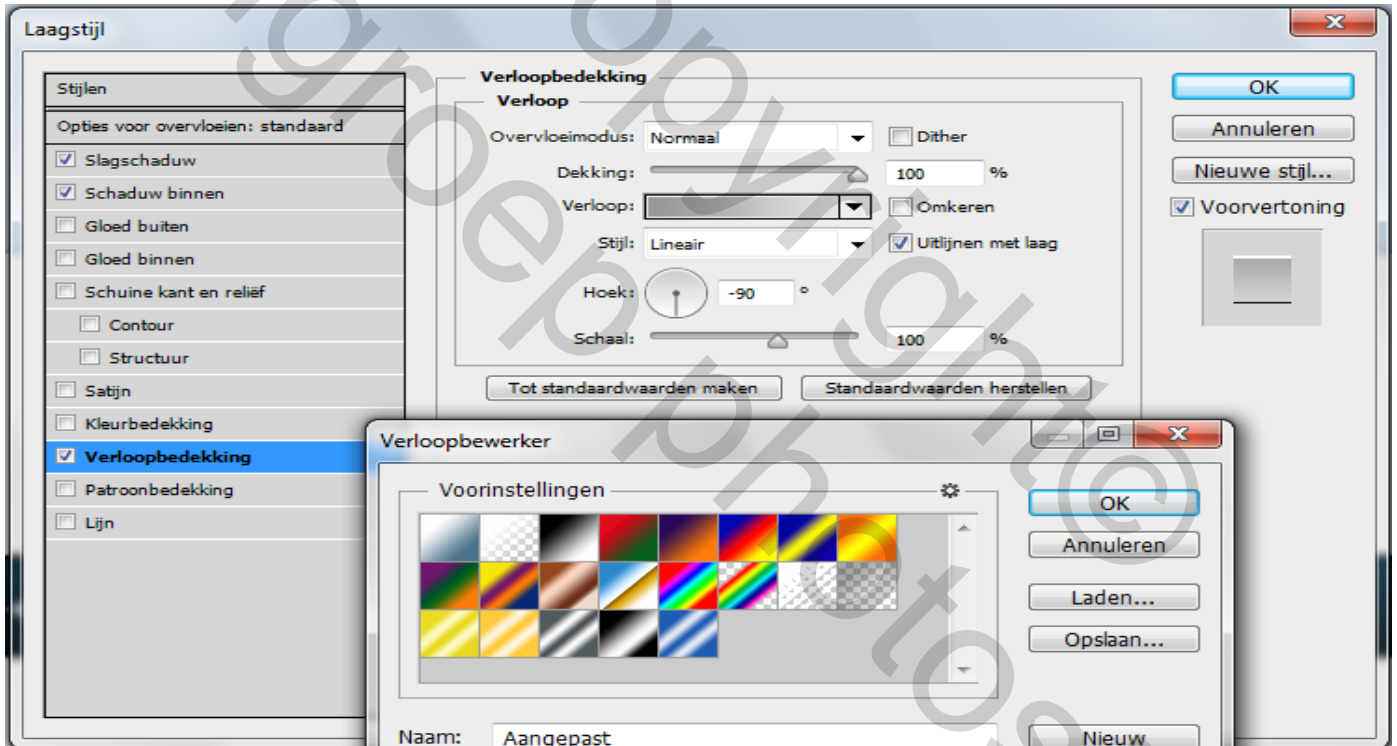 Laagstijl
Stijlen
Opties voor overvloeien: standaard
Slagschaduw
Schaduw binnen
Gloed buiten
Gloed binnen
Schuine kant en reliëf
Contour
Structuur
Satijn
Kleurbedekking
Verloopbedekking
Patroonbedekking
Lijn
Verloopbedekking
Verloop
Overvloeimodus: Normaal Dither
Dekking: 100 %
Verloop: Omkeren
Stijl: Lineair Uitlijnen met laag
Hoek: -90 °
Schaal: 100 %
Tot standaardwaarden maken Standaardwaarden herstellen
OK
Annuleren
Nieuwe stijl...
Voorvertoning
Verloopbewerker
Voorinstellingen
OK
Annuleren
Laden...
Opslaan...
Naam: Aangepast
Nieuw
copyright©